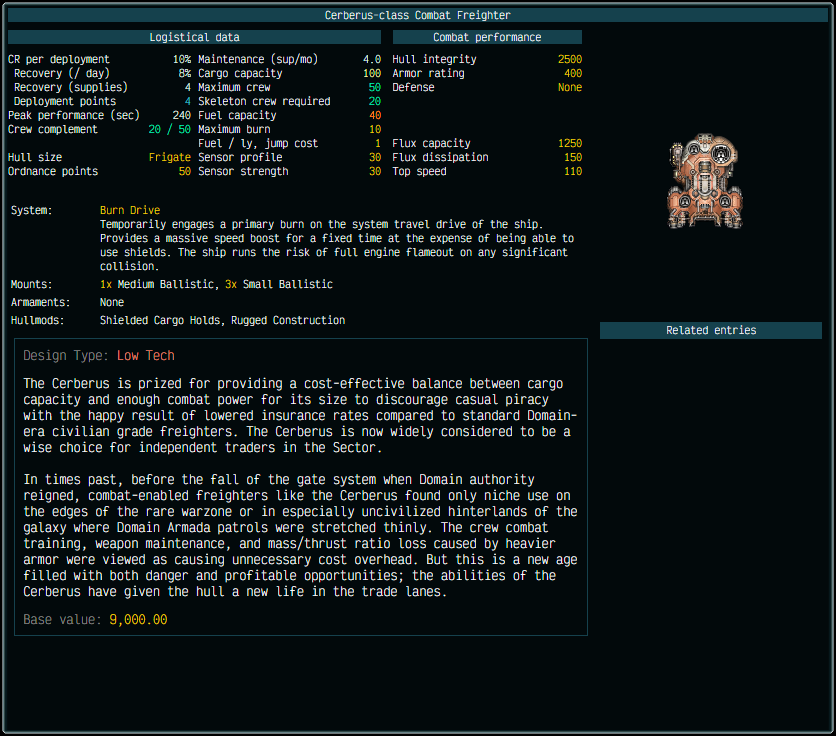 Cerberus-class Combat Freighter
Logistical data
CR per deployment 10% Maintenance (sup/mo) 4.0
Recovery (/ day) 8% Cargo capacity 100
Recovery (supplies) 4 Maximum crew 50
Deployment points 4 Skeleton crew required 20
Peak performance (sec) 240 Fuel capacity 40
Crew complement 20 / 50 Maximum burn 10
Fuel / ly, jump cost 1
Hull size Frigate Sensor profile 30
Ordnance points 50 Sensor strength 30
Combat performance
Hull integrity 2500
Armor rating 400
Defense None
Flux capacity 1250
Flux dissipation 150
Top speed 110
System: Burn Drive
Temporarily engages a primary burn on the system travel drive of the ship.
Provides a massive speed boost for a fixed time at the expense of being able to
use shields. The ship runs the risk of full engine flameout on any significant
collision.
Mounts: 1x Medium Ballistic, 3x Small Ballistic
Armaments: None
Hullmods: Shielded Cargo Holds, Rugged Construction
Related entries
Design Type: Low Tech
The Cerberus is prized for providing a cost-effective balance between cargo
capacity and enough combat power for its size to discourage casual piracy
with the happy result of lowered insurance rates compared to standard Domain-
era civilian grade freighters. The Cerberus is now widely considered to be a
wise choice for independent traders in the Sector.
In times past, before the fall of the gate system when Domain authority
reigned, combat-enabled freighters like the Cerberus found only niche use on
the edges of the rare warzone or in especially uncivilized hinterlands of the
galaxy where Domain Armada patrols were stretched thinly. The crew combat
training, weapon maintenance, and mass/thrust ratio loss caused by heavier
armor were viewed as causing unnecessary cost overhead. But this is a new age
filled with both danger and profitable opportunities; the abilities of the
Cerberus have given the hull a new life in the trade lanes.
Base value: 9,000.00